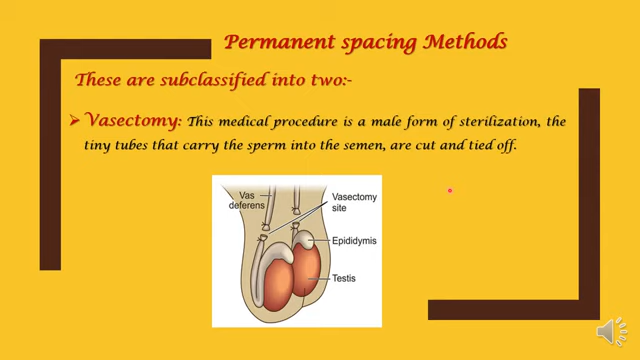 Permanent spacing Methods
These are subclassified into two:-
➢ Vasectomy: This medical procedure is a male form of sterilization, the
tiny tubes that carry the sperm into the semen, are cut and tied off.
Vas
deferens
Vasectomy
site
Epididymis
Testis